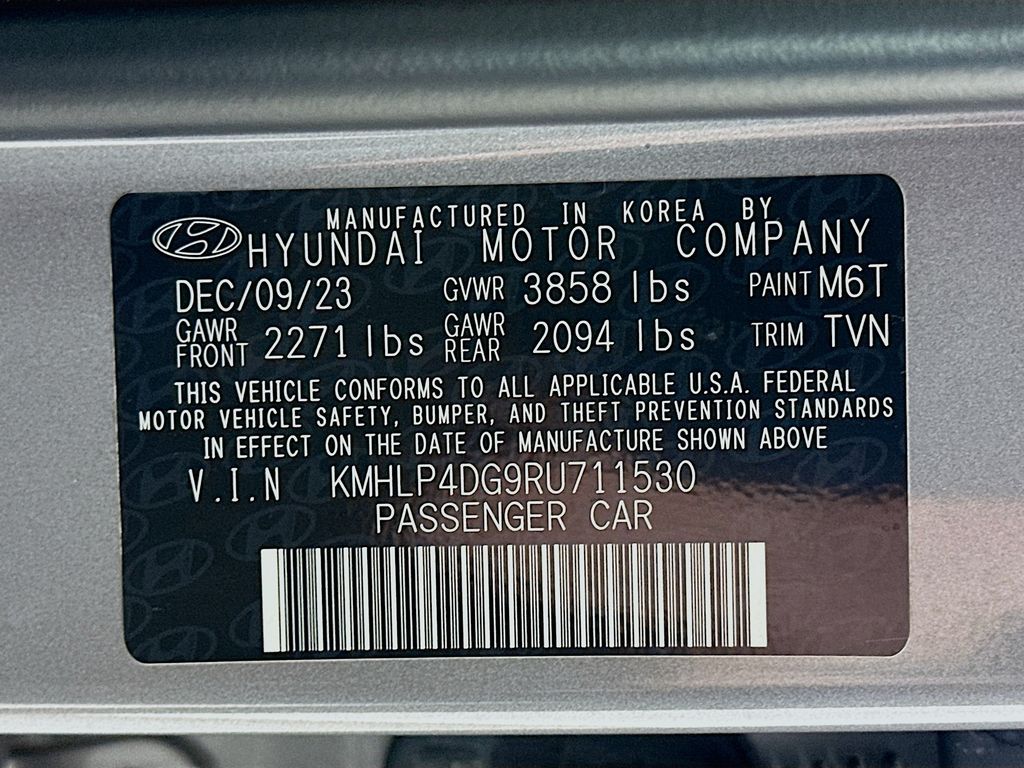 MANUFACTURED IN KOREA BY
HYUNDAI MOTOR COMPANY
DEC/09/23 GVWR 3858 lbs PAINT M6T
GAWR FRONT 2271 lbs GAWR REAR 2094 lbs TRIM TVN
THIS VEHICLE CONFORMS TO ALL APPLICABLE U.S.A. FEDERAL
MOTOR VEHICLE SAFETY, BUMPER, AND THEFT PREVENTION STANDARDS
IN EFFECT ON THE DATE OF MANUFACTURE SHOWN ABOVE
V.I.N KMHLP4DG9RU711530
PASSENGER CAR